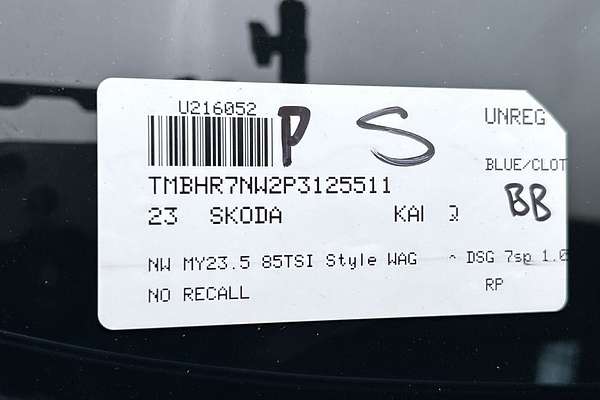 U216052
P S
UNREG
TMBHR7NW2P3125511
BLUE/CLOT
BB
23 SKODA
NW MY23.5 85TSI Style WAG DSG 7sp 1.0
NO RECALL RP